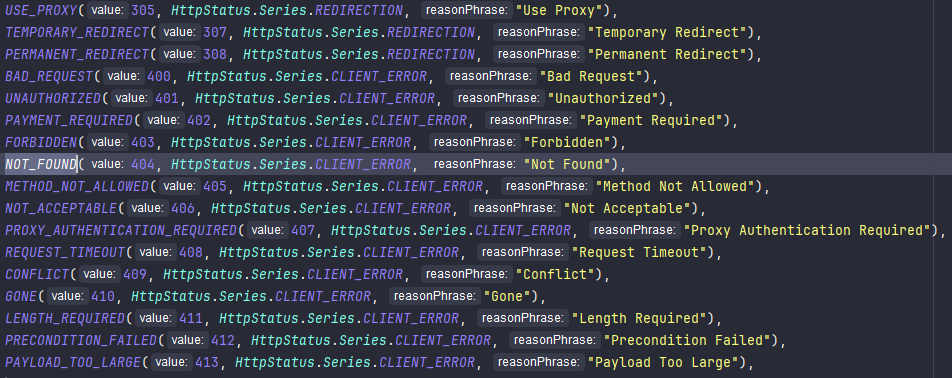 USE_PROXY( value: 305, HttpStatus.Series.REDIRECTION, reasonPhrase: "Use Proxy"),
TEMPORARY_REDIRECT( value: 307, HttpStatus.Series.REDIRECTION, reasonPhrase: "Temporary Redirect"),
PERMANENT_REDIRECT( value: 308, HttpStatus.Series.REDIRECTION, reasonPhrase: "Permanent Redirect"),
BAD_REQUEST( value: 400, HttpStatus.Series.CLIENT_ERROR, reasonPhrase: "Bad Request"),
UNAUTHORIZED( value: 401, HttpStatus.Series.CLIENT_ERROR, reasonPhrase: "Unauthorized"),
PAYMENT_REQUIRED( value: 402, HttpStatus.Series.CLIENT_ERROR, reasonPhrase: "Payment Required"),
FORBIDDEN( value: 403, HttpStatus.Series.CLIENT_ERROR, reasonPhrase: "Forbidden"),
NOT_FOUND( value: 404, HttpStatus.Series.CLIENT_ERROR, reasonPhrase: "Not Found"),
METHOD_NOT_ALLOWED( value: 405, HttpStatus.Series.CLIENT_ERROR, reasonPhrase: "Method Not Allowed"),
NOT_ACCEPTABLE( value: 406, HttpStatus.Series.CLIENT_ERROR, reasonPhrase: "Not Acceptable"),
PROXY_AUTHENTICATION_REQUIRED( value: 407, HttpStatus.Series.CLIENT_ERROR, reasonPhrase: "Proxy Authentication Required"),
REQUEST_TIMEOUT( value: 408, HttpStatus.Series.CLIENT_ERROR, reasonPhrase: "Request Timeout"),
CONFLICT( value: 409, HttpStatus.Series.CLIENT_ERROR, reasonPhrase: "Conflict"),
GONE( value: 410, HttpStatus.Series.CLIENT_ERROR, reasonPhrase: "Gone"),
LENGTH_REQUIRED( value: 411, HttpStatus.Series.CLIENT_ERROR, reasonPhrase: "Length Required"),
PRECONDITION_FAILED( value: 412, HttpStatus.Series.CLIENT_ERROR, reasonPhrase: "Precondition Failed"),
PAYLOAD_TOO_LARGE( value: 413, HttpStatus.Series.CLIENT_ERROR, reasonPhrase: "Payload Too Large"),